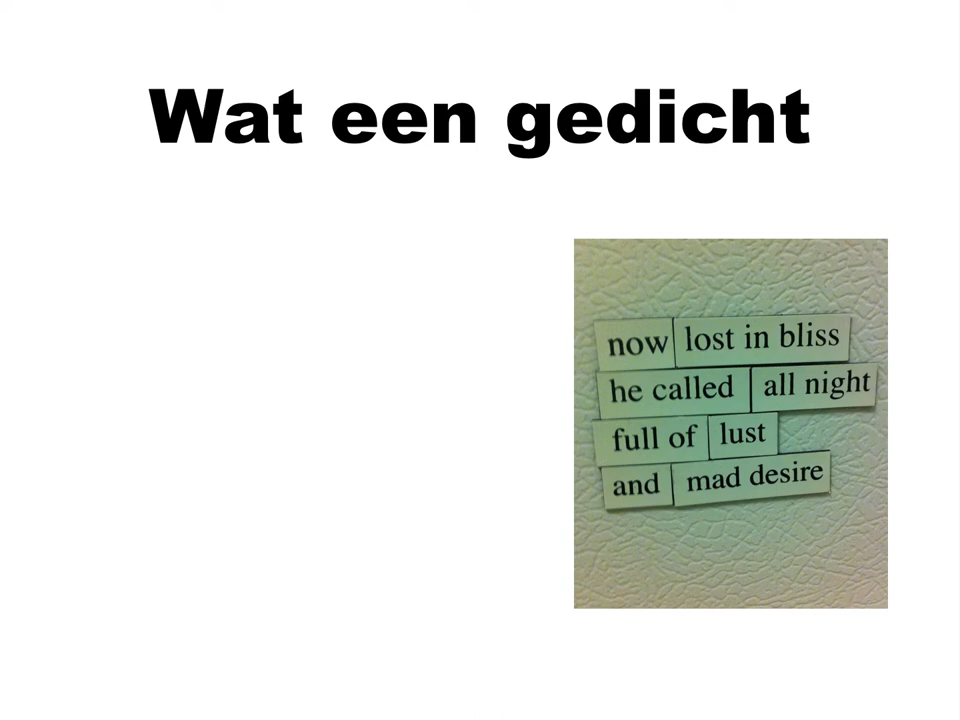 Wat een gedicht
now lost in bliss
he called all night
full of lust
and mad desire